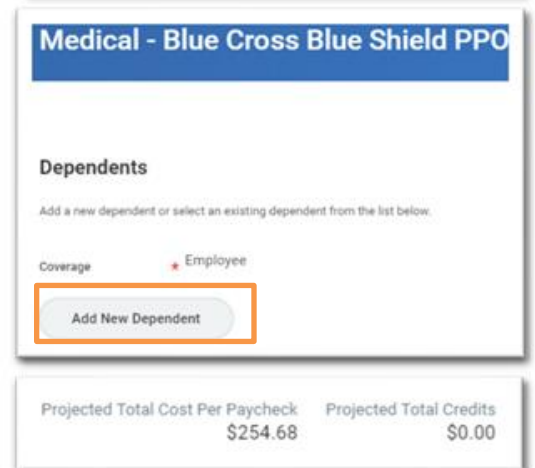 Medical - Blue Cross Blue Shield PPO
Dependents
Add a new dependent or select an existing dependent from the list below.
Coverage * Employee
Add New Dependent
Projected Total Cost Per Paycheck Projected Total Credits
$254.68 $0.00